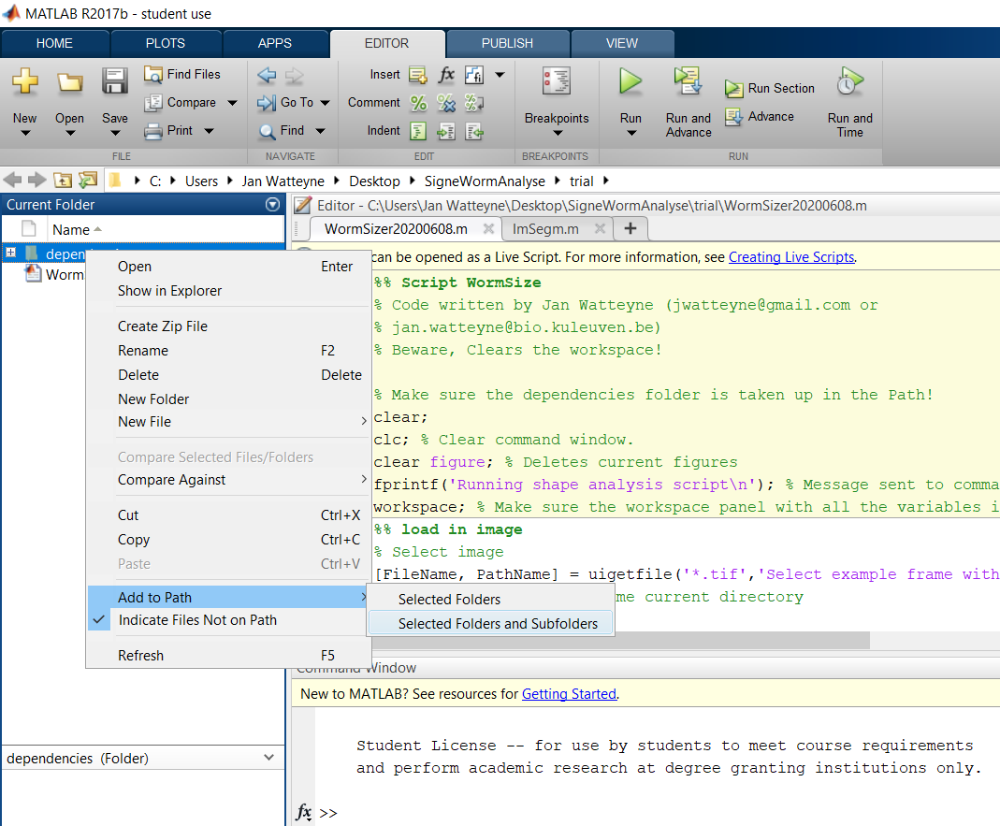 MATLAB R2017b - student use
HOME PLOTS APPS EDITOR PUBLISH VIEW
New
Open
Save
Find Files
Compare
Print
FILE
Go To
Find
NAVIGATE
Insert fx fi
Comment % % %
Indent
EDIT
Breakpoints
BREAKPOINTS
Run
Run and
Advance
Run Section
Advance
Run and
Time
RUN
C: Users Jan Watteyne Desktop SigneWormAnalyse trial
Current Folder
Name
depen
Worm
Open Enter
Show in Explorer
Create Zip File
Rename F2
Delete Delete
New Folder
New File
Compare Selected Files/Folders
Compare Against
Cut Ctrl+X
Copy Ctrl+C
Paste Ctrl+V
Add to Path
Indicate Files Not on Path
Refresh F5
Selected Folders
Selected Folders and Subfolders
dependencies (Folder)
Editor - C:\Users\Jan Watteyne\Desktop\SigneWormAnalyse\trial\WormSizer20200608.m
WormSizer20200608.m ImSegm.m +
can be opened as a Live Script. For more information, see Creating Live Scripts.
%% Script WormSize
% Code written by Jan Watteyne (jwatteyne@gmail.com or
% jan.watteyne@bio.kuleuven.be)
% Beware, Clears the workspace!
% Make sure the dependencies folder is taken up in the Path!
clear;
clc; % Clear command window.
clear figure; % Deletes current figures
fprintf('Running shape analysis script\n'); % Message sent to comma
workspace; % Make sure the workspace panel with all the variables i
%% load in image
% Select image
[FileName, PathName] = uigetfile('*.tif','Select example frame with
me current directory
Command Window
New to MATLAB? See resources for Getting Started.
Student License -- for use by students to meet course requirements
and perform academic research at degree granting institutions only.
fx >>